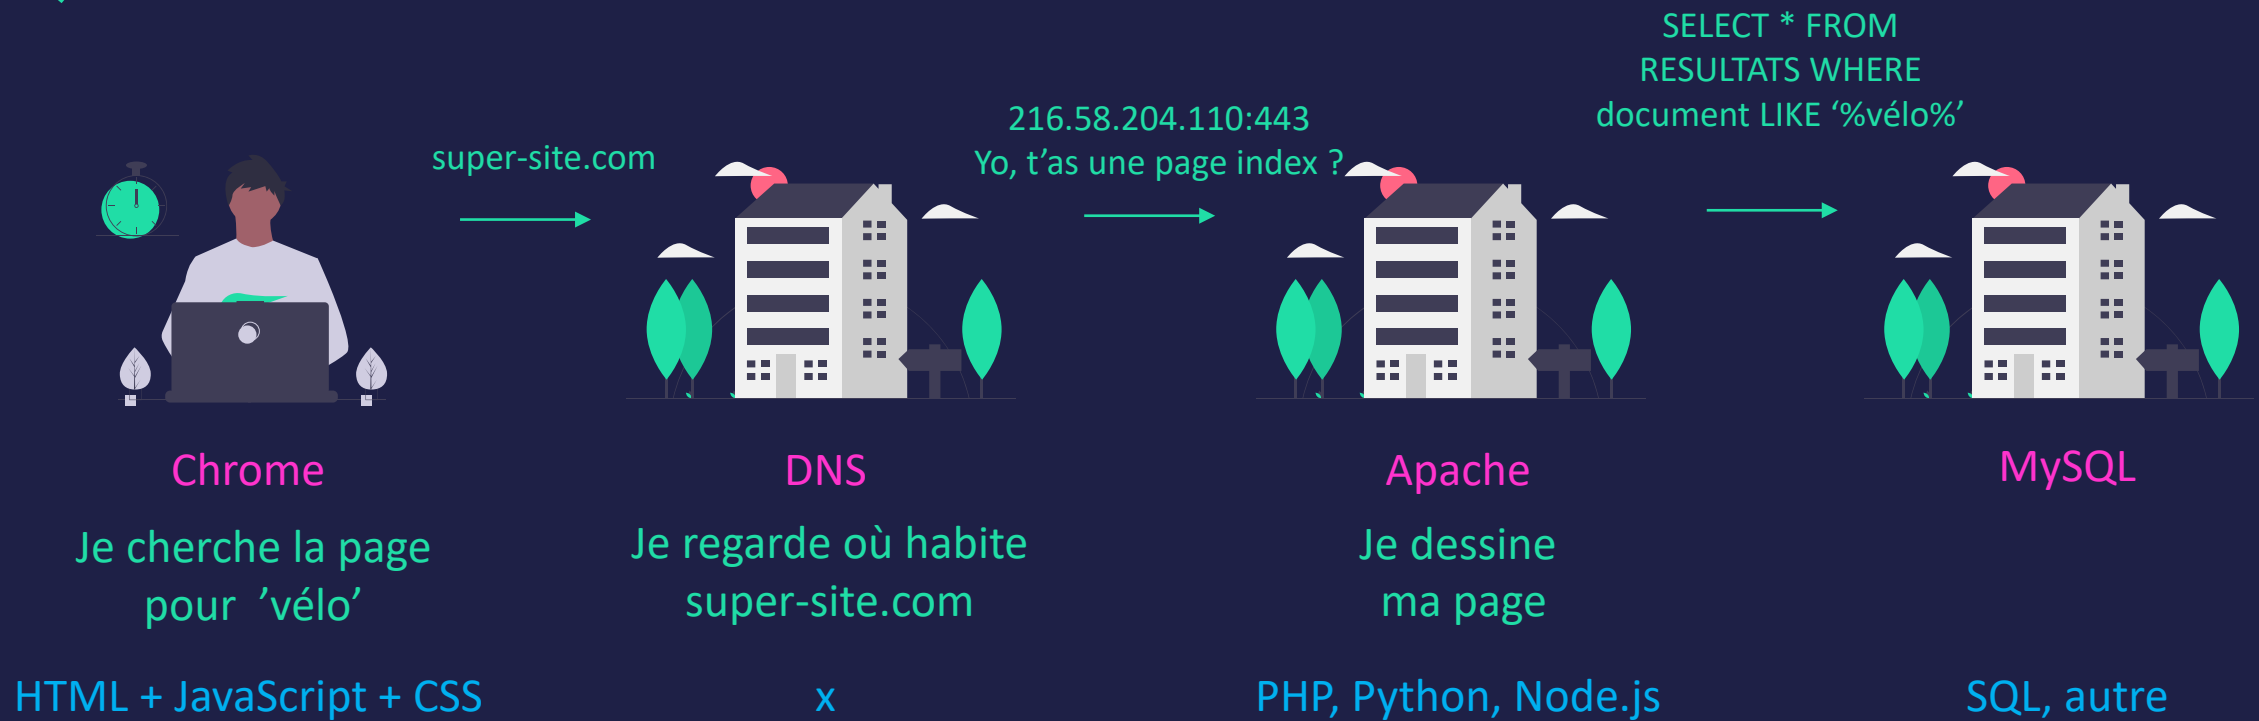 SELECT * FROM
RESULTATS WHERE
document LIKE ‘%vélo%’
216.58.204.110:443
Yo, t’as une page index ?
super-site.com
Chrome
DNS
Apache
MySQL
Je cherche la page
pour ’vélo’
Je regarde où habite
super-site.com
Je dessine
ma page
HTML + JavaScript + CSS
x
PHP, Python, Node.js
SQL, autre